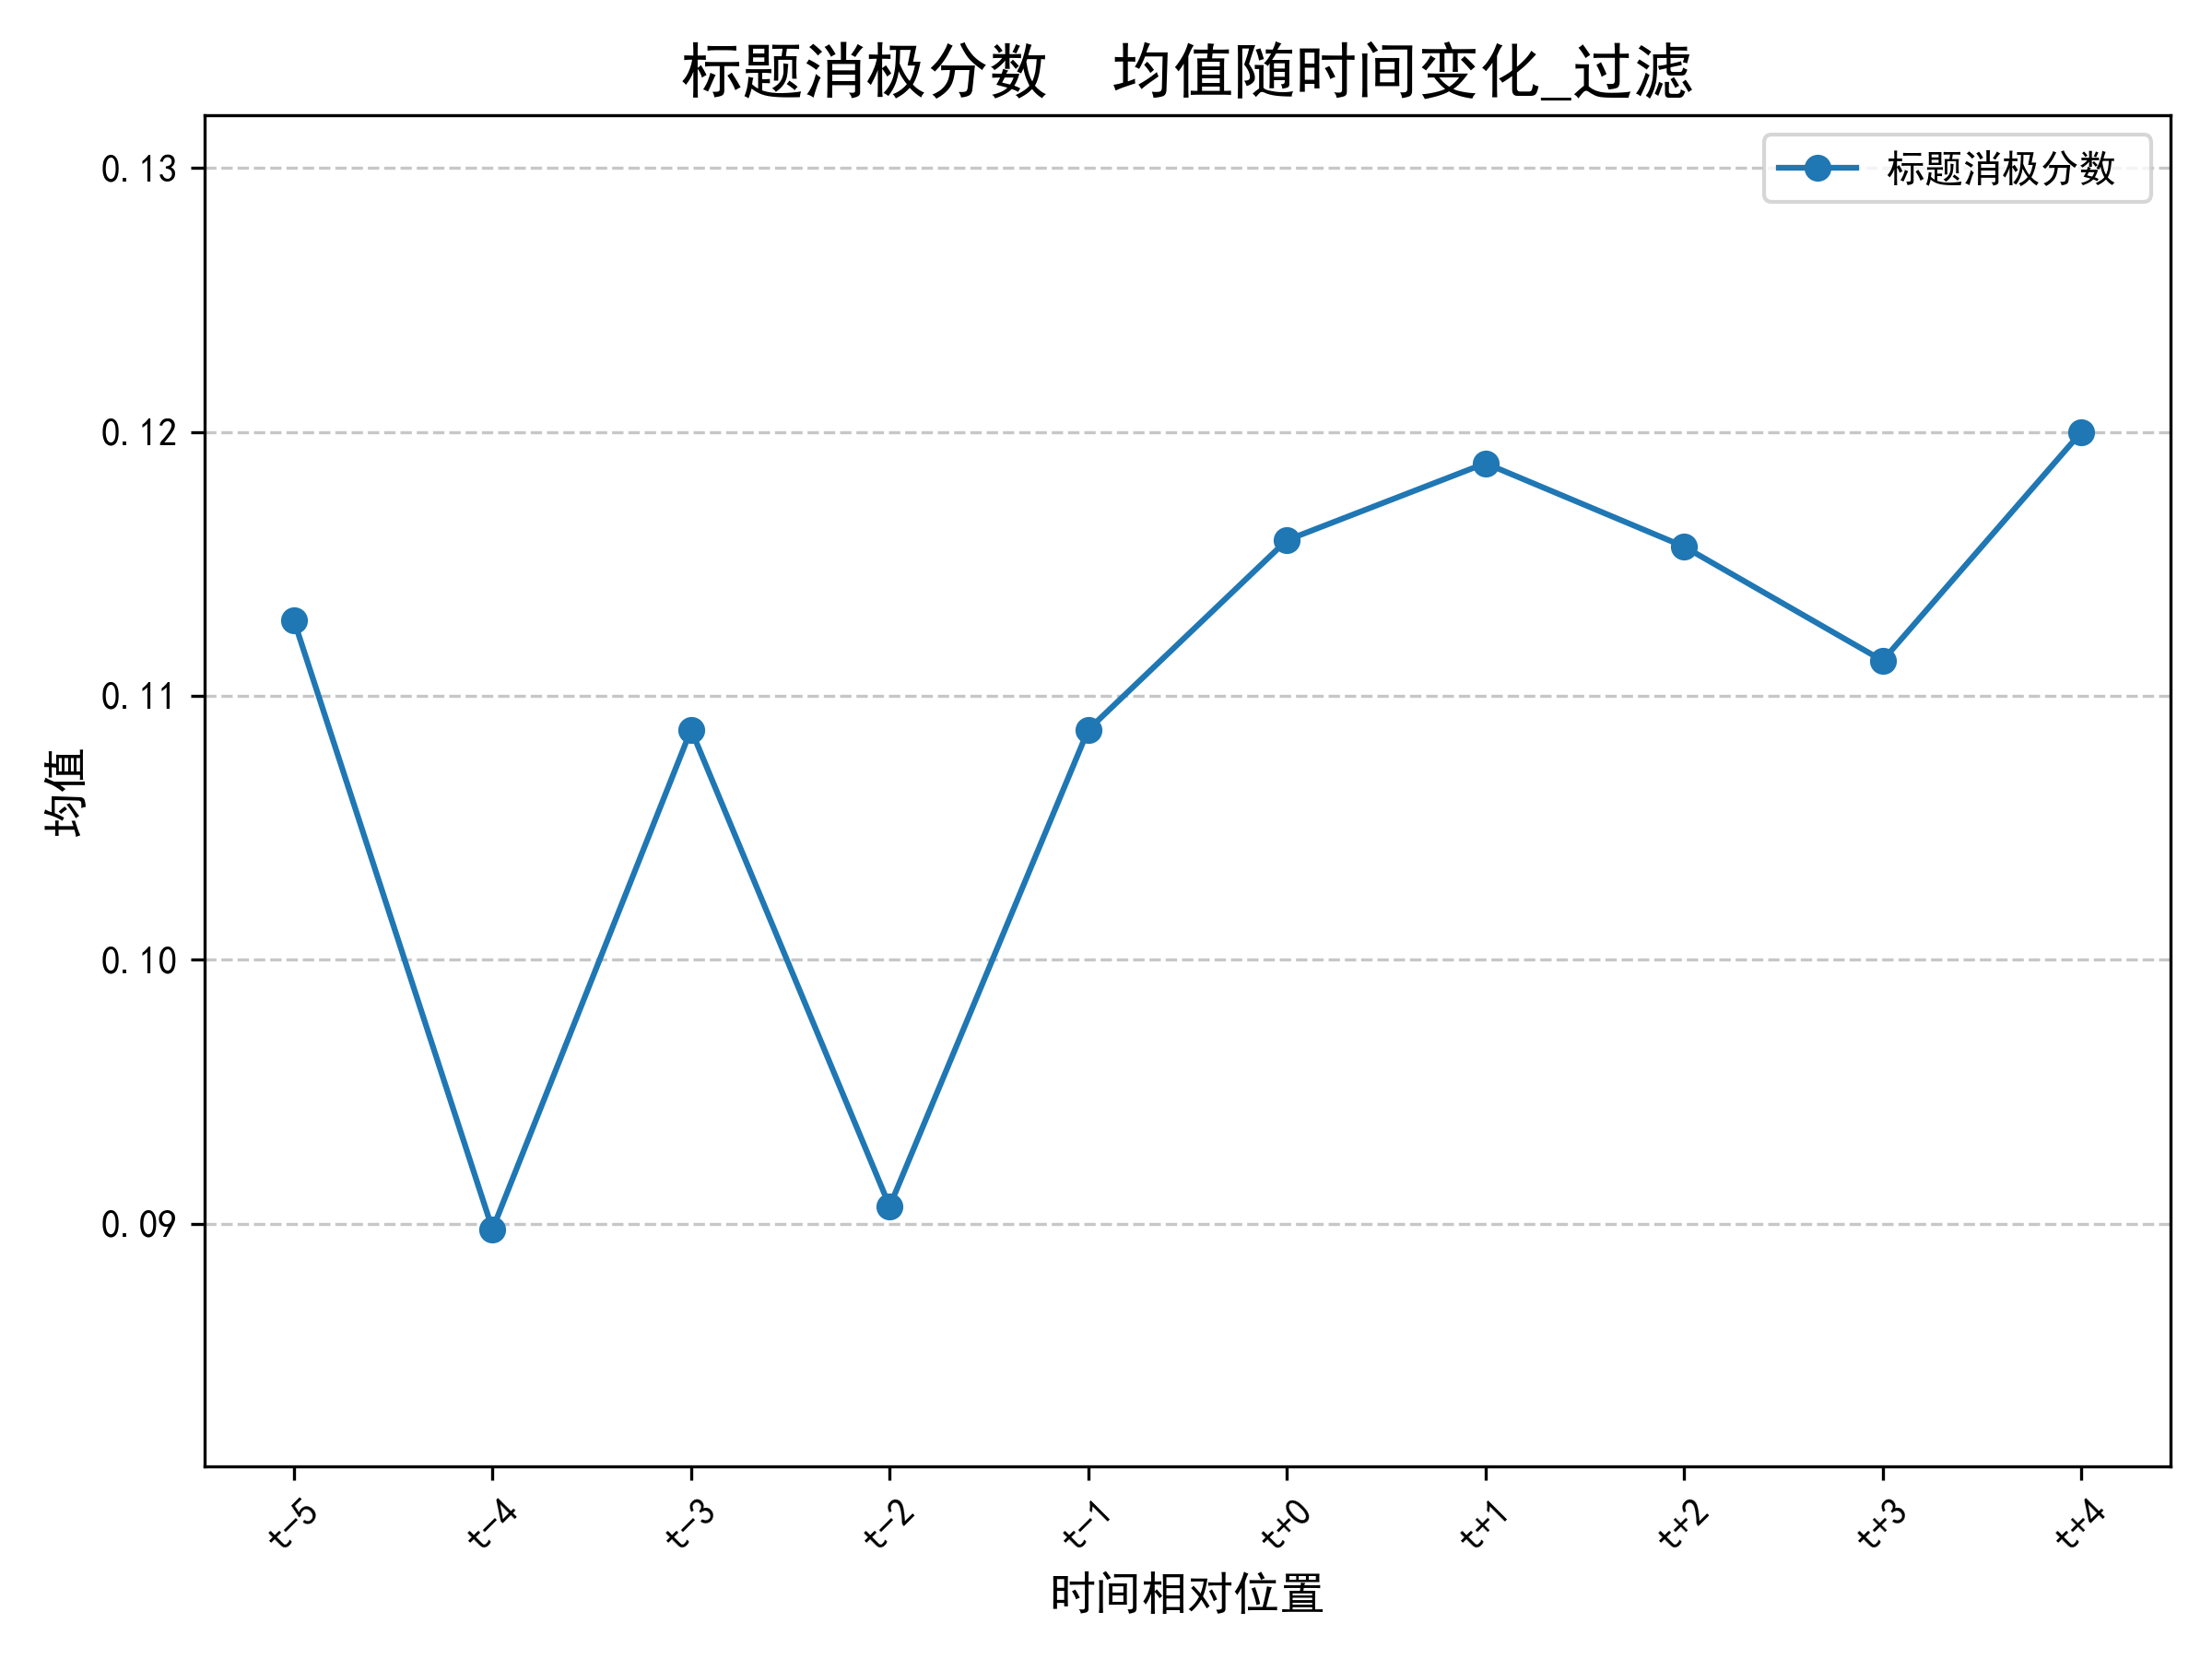 标题消极分数 均值随时间变化_过滤
标题消极分数
0.13
0.12
0.11
0.10
0.09
均值
t-5
t-4
t-3
t-2
t-1
t+0
t+1
t+2
t+3
t+4
时间相对位置